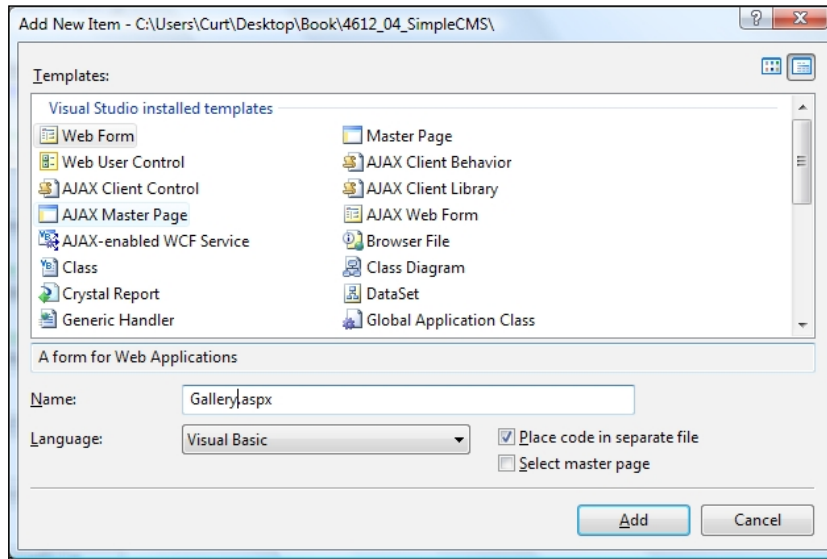 Add New Item - C:\Users\Curt\Desktop\Book\4612_04_SimpleCMS\
Templates:
Visual Studio installed templates
Web Form
Master Page
Web User Control
AJAX Client Behavior
AJAX Client Control
AJAX Client Library
AJAX Master Page
AJAX Web Form
AJAX-enabled WCF Service
Browser File
Class
Class Diagram
Crystal Report
DataSet
Generic Handler
Global Application Class
A form for Web Applications
Name: Gallery.aspx
Language: Visual Basic
Place code in separate file
Select master page
Add Cancel